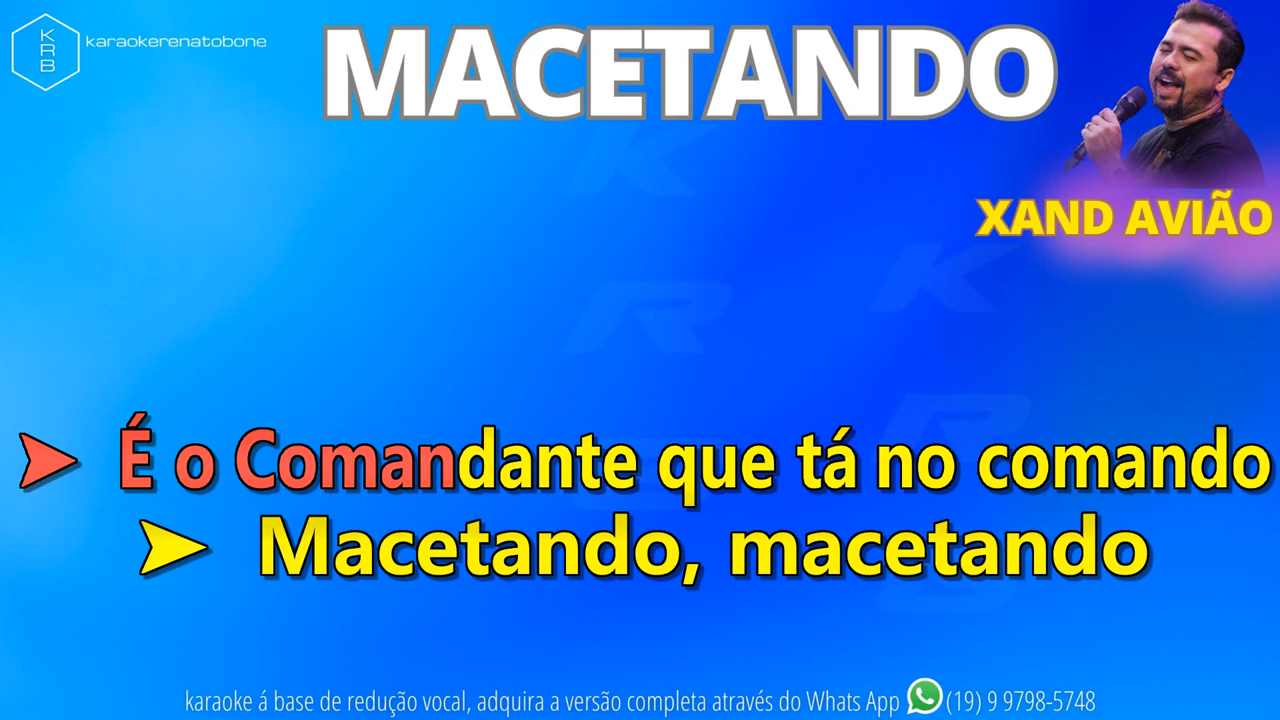 K
R
B
karaokerenatobone
MACETANDO
XAND AVIÃO
K
K
R
R
B
B
➤ É o Comandante que tá no comando
➤ Macetando, macetando
karaoke á base de redução vocal, adquira a versão completa através do Whats App (19) 9 9798-5748